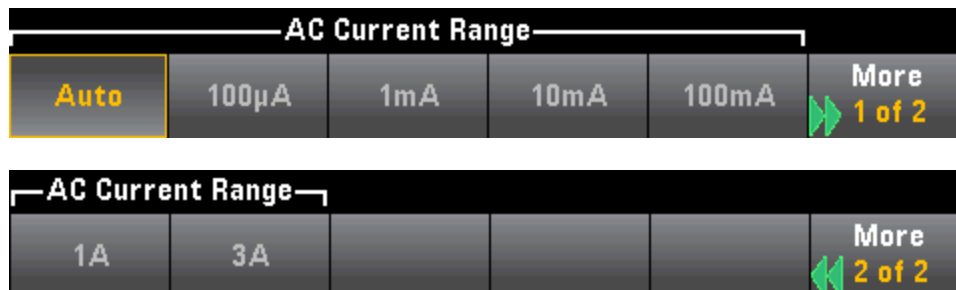 AC Current Range
Auto 100µA 1mA 10mA 100mA More
1 of 2
AC Current Range
1A 3A More
2 of 2